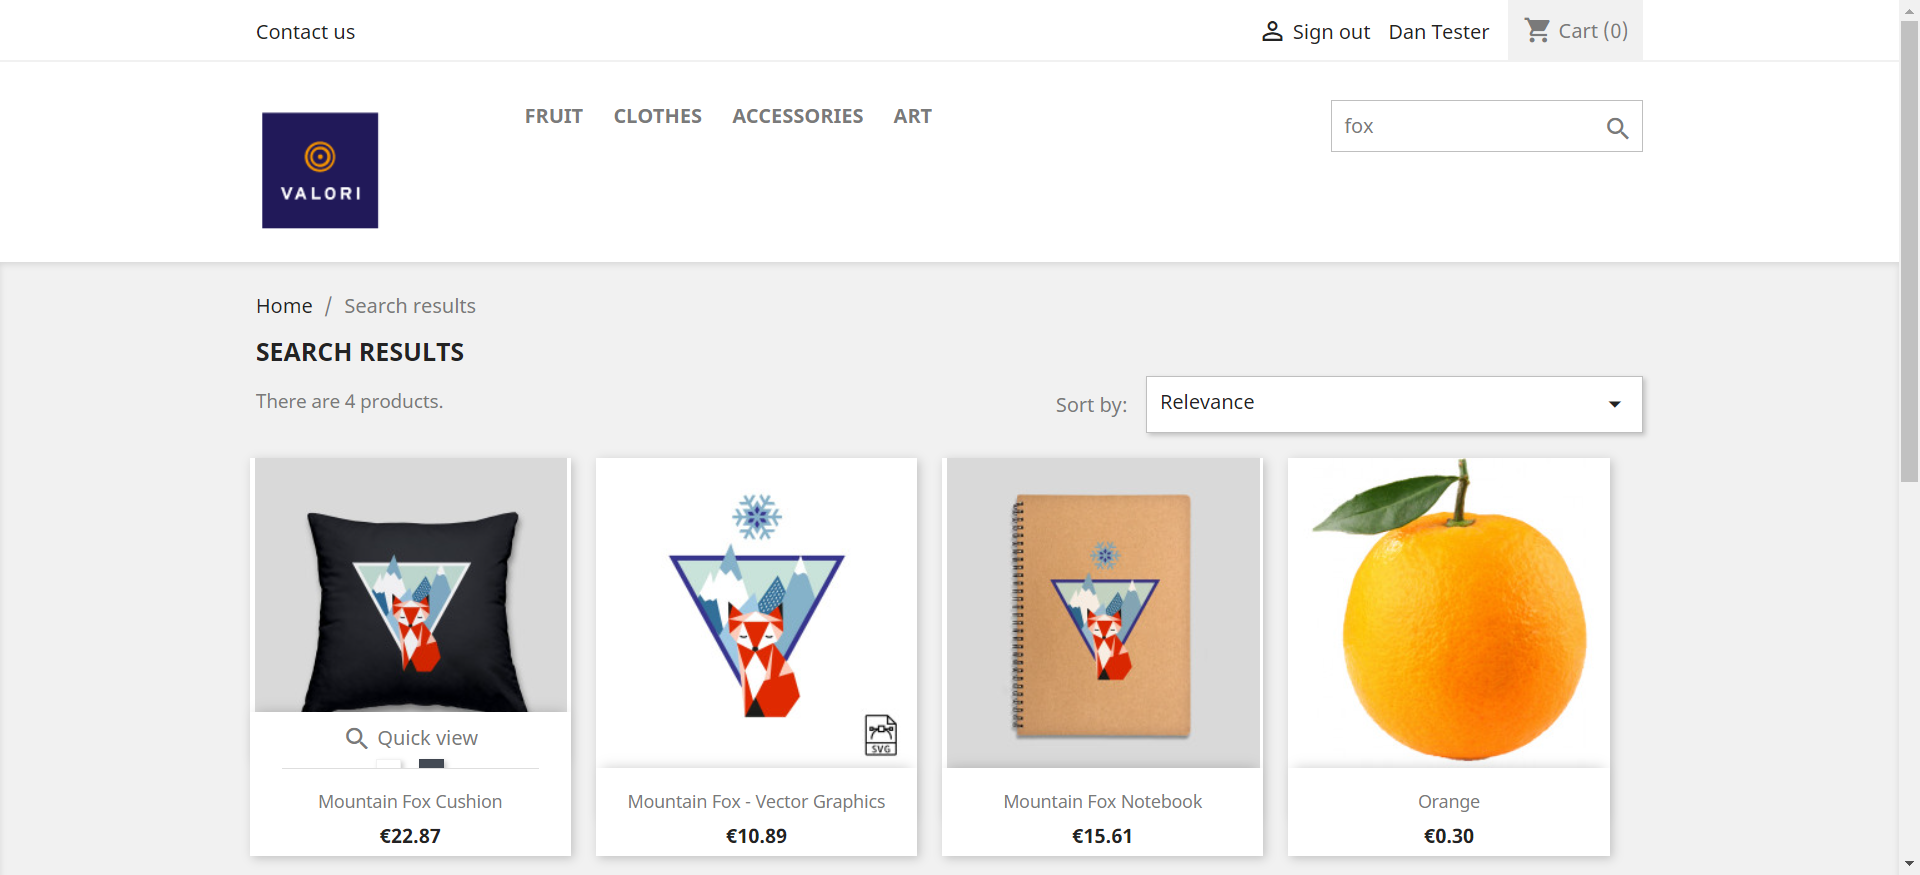 Contact us
Sign out
Dan Tester
Cart (0)
VALORI
FRUIT
CLOTHES
ACCESSORIES
ART
fox
Home / Search results
SEARCH RESULTS
There are 4 products.
Sort by:
Relevance
Quick view
Mountain Fox Cushion
€22.87
SVG
Mountain Fox - Vector Graphics
€10.89
Mountain Fox Notebook
€15.61
Orange
€0.30